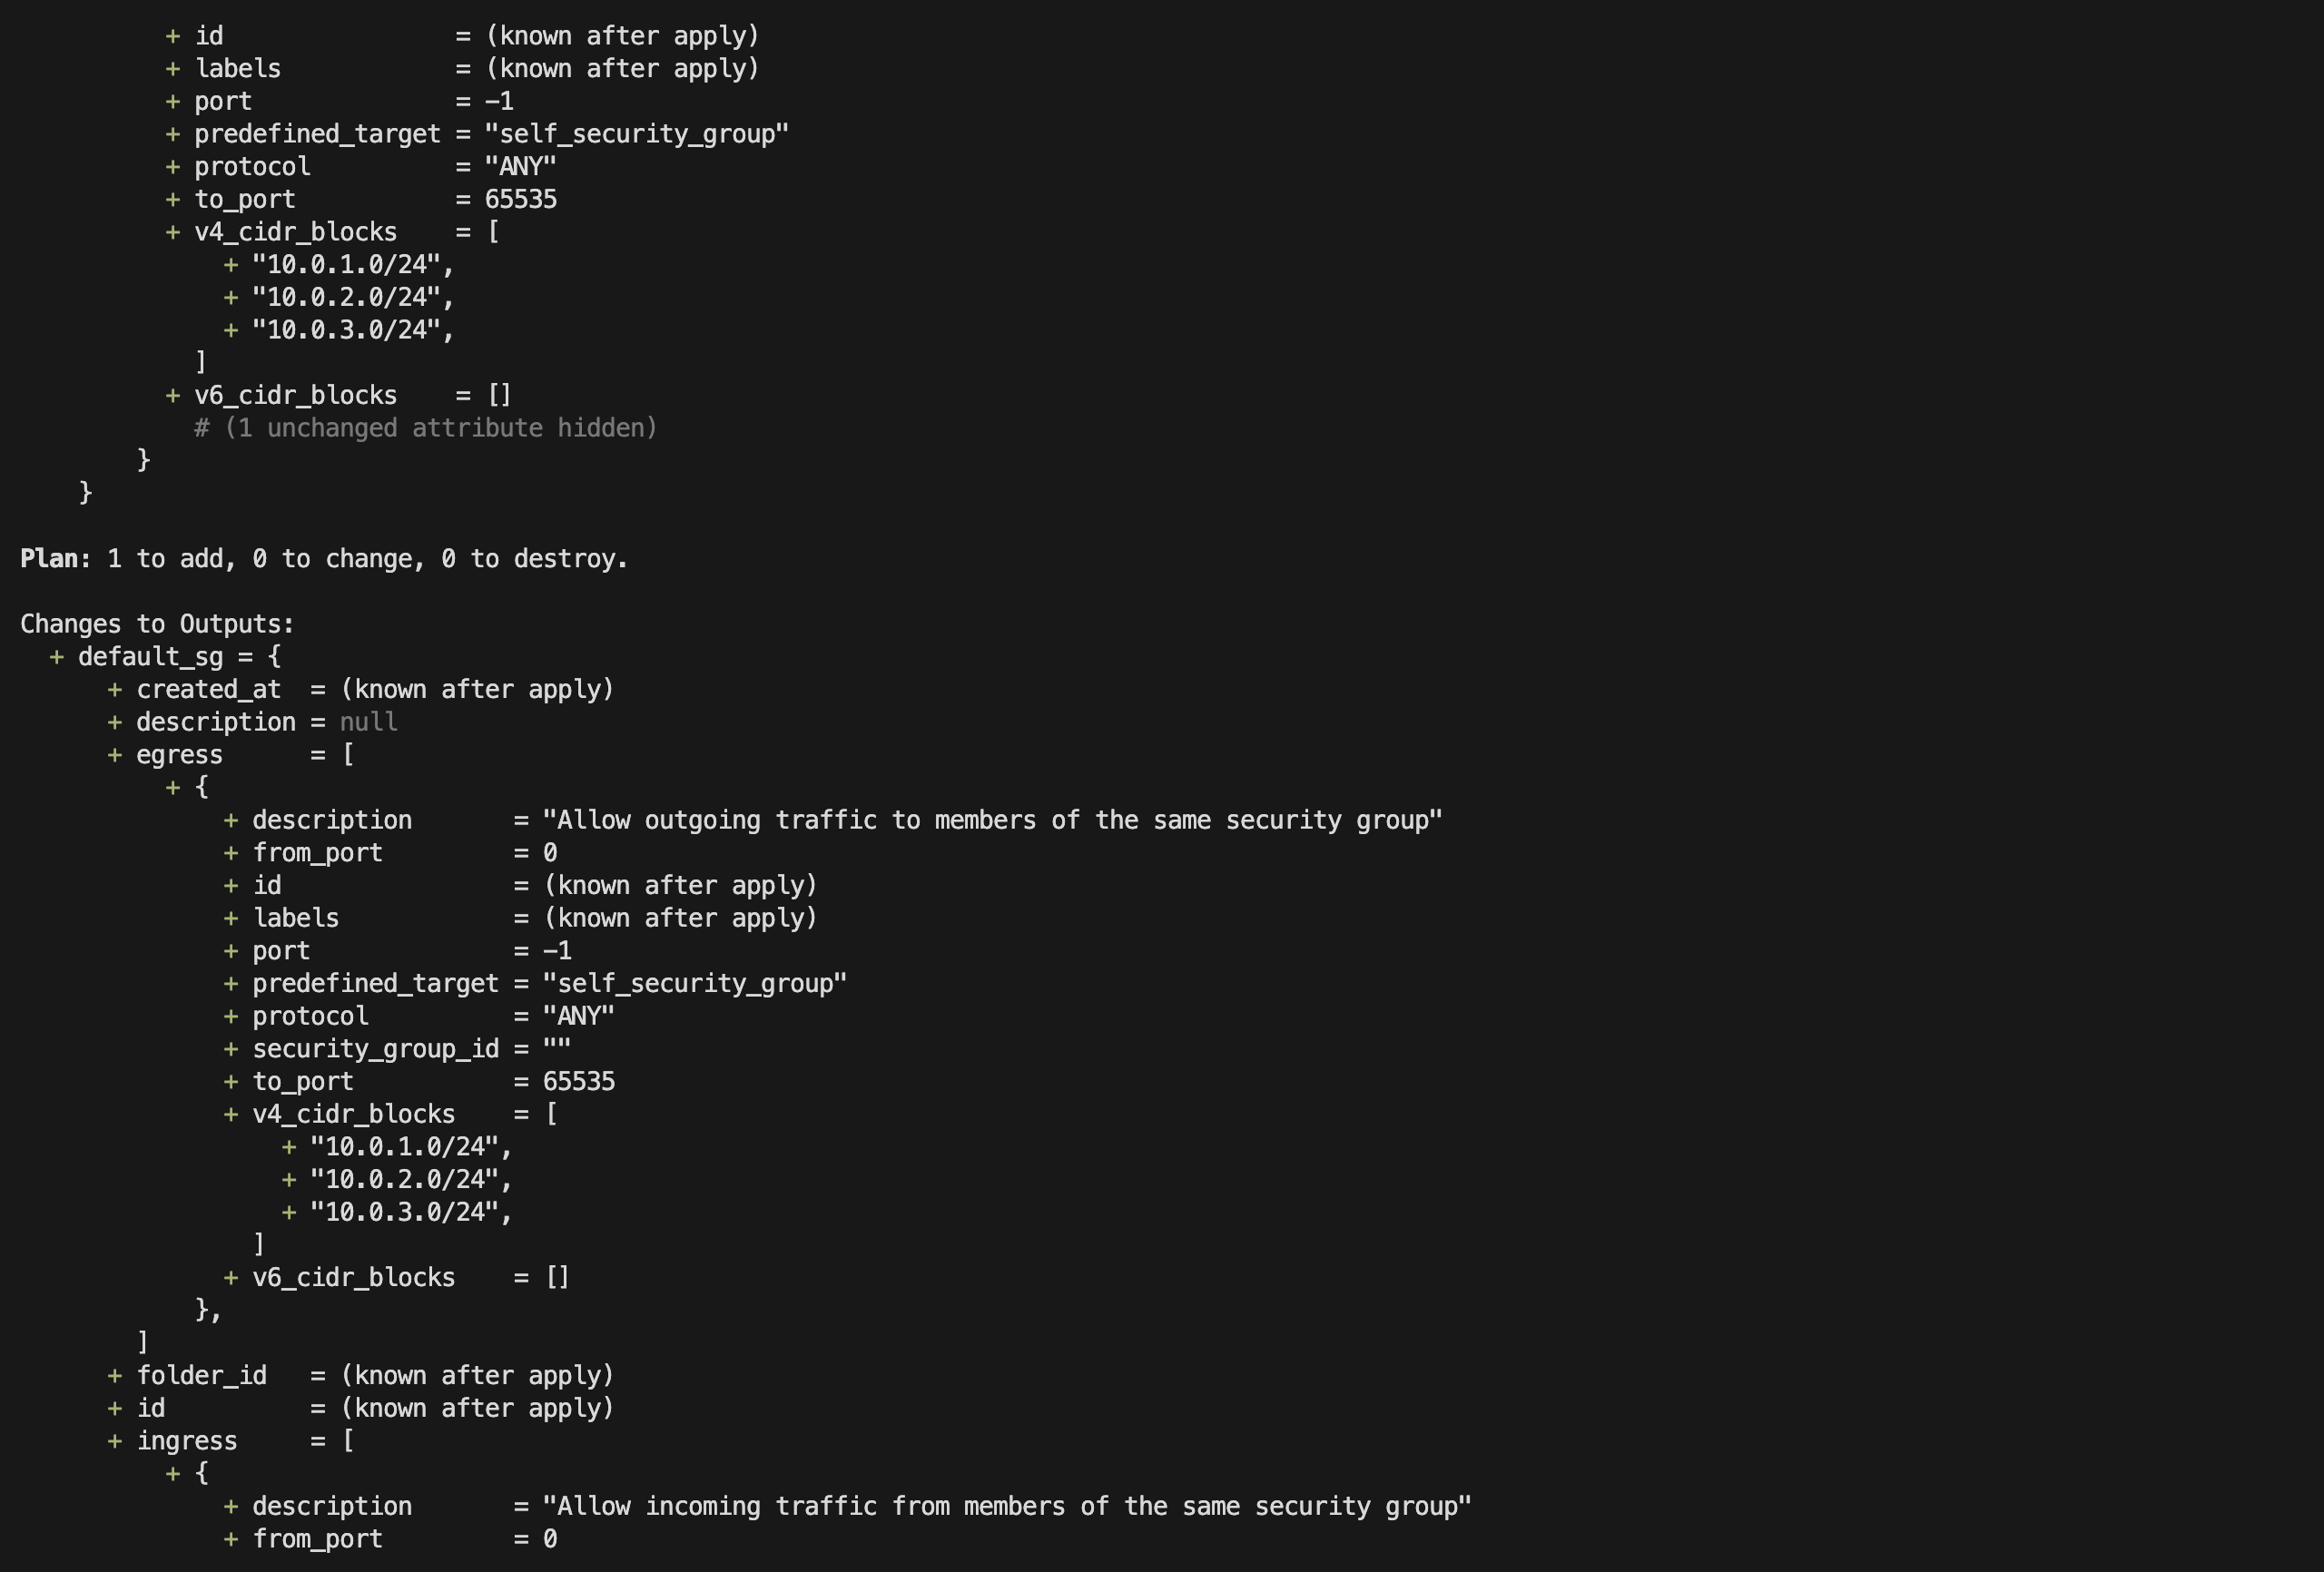 + id                = (known after apply)
+ labels            = (known after apply)
+ port              = -1
+ predefined_target = "self_security_group"
+ protocol          = "ANY"
+ to_port           = 65535
+ v4_cidr_blocks    = [
+ "10.0.1.0/24",
+ "10.0.2.0/24",
+ "10.0.3.0/24",
]
+ v6_cidr_blocks    = []
# (1 unchanged attribute hidden)
}
}
Plan: 1 to add, 0 to change, 0 to destroy.
Changes to Outputs:
+ default_sg = {
+ created_at  = (known after apply)
+ description = null
+ egress      = [
+ {
+ description       = "Allow outgoing traffic to members of the same security group"
+ from_port         = 0
+ id                = (known after apply)
+ labels            = (known after apply)
+ port              = -1
+ predefined_target = "self_security_group"
+ protocol          = "ANY"
+ security_group_id = ""
+ to_port           = 65535
+ v4_cidr_blocks    = [
+ "10.0.1.0/24",
+ "10.0.2.0/24",
+ "10.0.3.0/24",
]
+ v6_cidr_blocks    = []
},
]
+ folder_id   = (known after apply)
+ id          = (known after apply)
+ ingress     = [
+ {
+ description       = "Allow incoming traffic from members of the same security group"
+ from_port         = 0